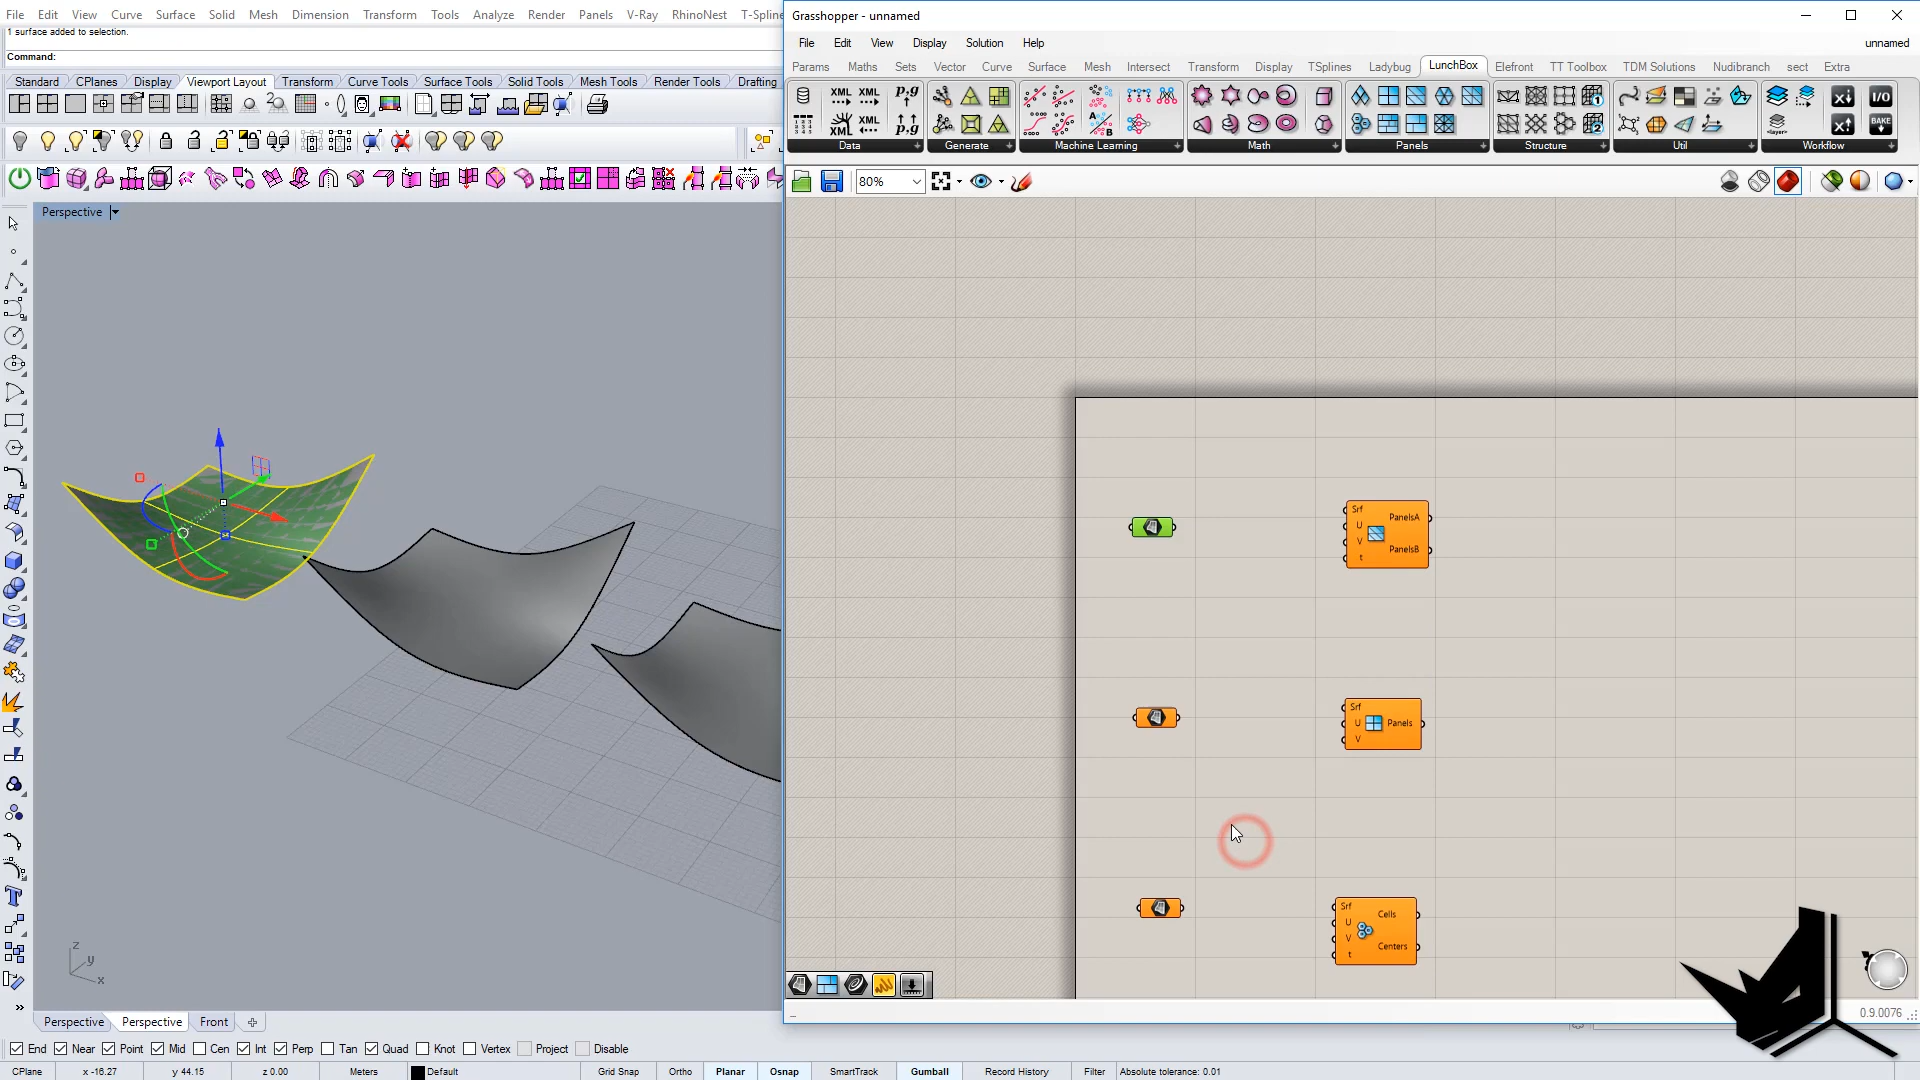 File Edit View Curve Surface Solid Mesh Dimension Transform Tools Analyze Render Panels V-Ray RhinoNest T-Spline
1 surface added to selection.
Command:
Standard CPlanes Display Viewport Layout Transform Curve Tools Surface Tools Solid Tools Mesh Tools Render Tools Drafting
Perspective
z
y
x
Perspective Perspective Front
End Near Point Mid Cen Int Perp Tan Quad Knot Vertex Project Disable
CPlane x -16.27 y 44.15 z 0.00 Meters Default Grid Snap Ortho Planar Osnap SmartTrack Gumball Record History Filter Absolute tolerance: 0.01
Grasshopper - unnamed
File Edit View Display Solution Help
unnamed
Params Maths Sets Vector Curve Surface Mesh Intersect Transform Display TSplines Ladybug LunchBox Elefront TT Toolbox TDM Solutions Nudibranch sect Extra
XML XML p,g
XML p,g
A B
1 I/O
2 BAKE
Data Generate Machine Learning Math Panels Structure Util Workflow
80%
Srf
U
V
t
PanelsA
PanelsB
Srf
U
V
Panels
Srf
U
V
t
Cells
Centers
0.9.0076